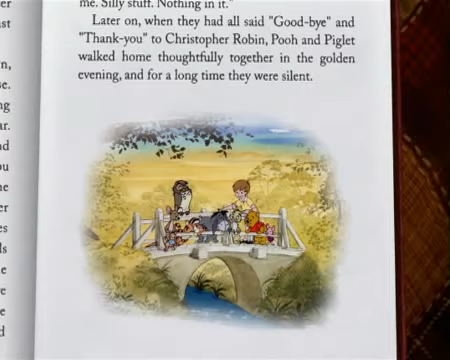 me. Silly stuff. Nothing in it."
Later on, when they had all said "Good-bye" and
"Thank-you" to Christopher Robin, Pooh and Piglet
walked home thoughtfully together in the golden
evening, and for a long time they were silent.